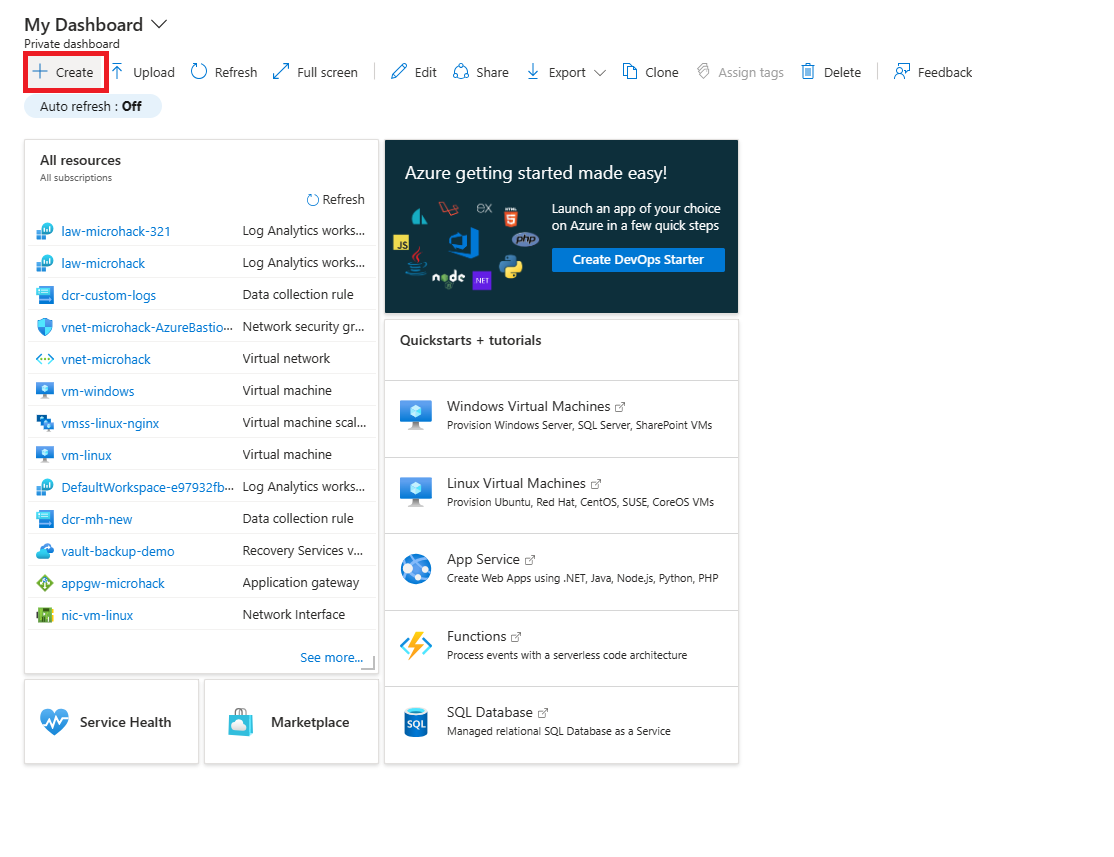 My Dashboard
Private dashboard
Create Upload Refresh Full screen Edit Share Export Clone Assign tags Delete Feedback
Auto refresh : Off
All resources
All subscriptions
Refresh
law-microhack-321 Log Analytics works...
law-microhack Log Analytics works...
dcr-custom-logs Data collection rule
vnet-microhack-AzureBastio... Network security gr...
vnet-microhack Virtual network
vm-windows Virtual machine
vmss-linux-nginx Virtual machine scal...
vm-linux Virtual machine
DefaultWorkspace-e97932fb... Log Analytics works...
dcr-mh-new Data collection rule
vault-backup-demo Recovery Services v...
appgw-microhack Application gateway
nic-vm-linux Network Interface
See more...
Service Health
Marketplace
Azure getting started made easy!
Launch an app of your choice
on Azure in a few quick steps
Create DevOps Starter
ex
HTML
5
JS
php
node
NET
Quickstarts + tutorials
Windows Virtual Machines
Provision Windows Server, SQL Server, SharePoint VMs
Linux Virtual Machines
Provision Ubuntu, Red Hat, CentOS, SUSE, CoreOS VMs
App Service
Create Web Apps using .NET, Java, Node.js, Python, PHP
Functions
Process events with a serverless code architecture
SQL
SQL Database
Managed relational SQL Database as a Service